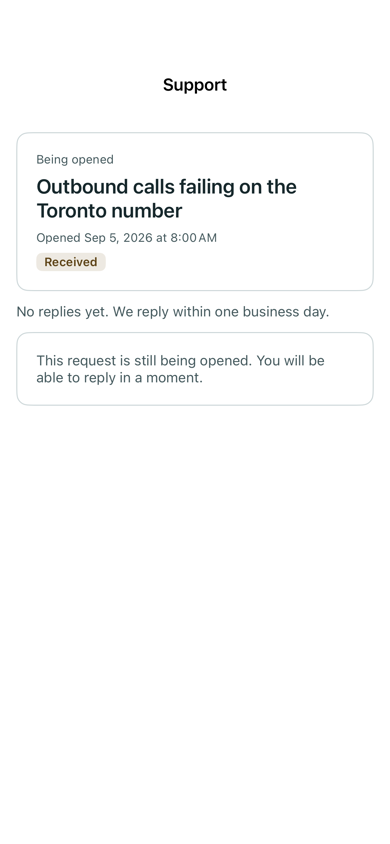 Support
Being opened
Outbound calls failing on the
Toronto number
Opened Sep 5, 2026 at 8:00 AM
Received
No replies yet. We reply within one business day.
This request is still being opened. You will be
able to reply in a moment.